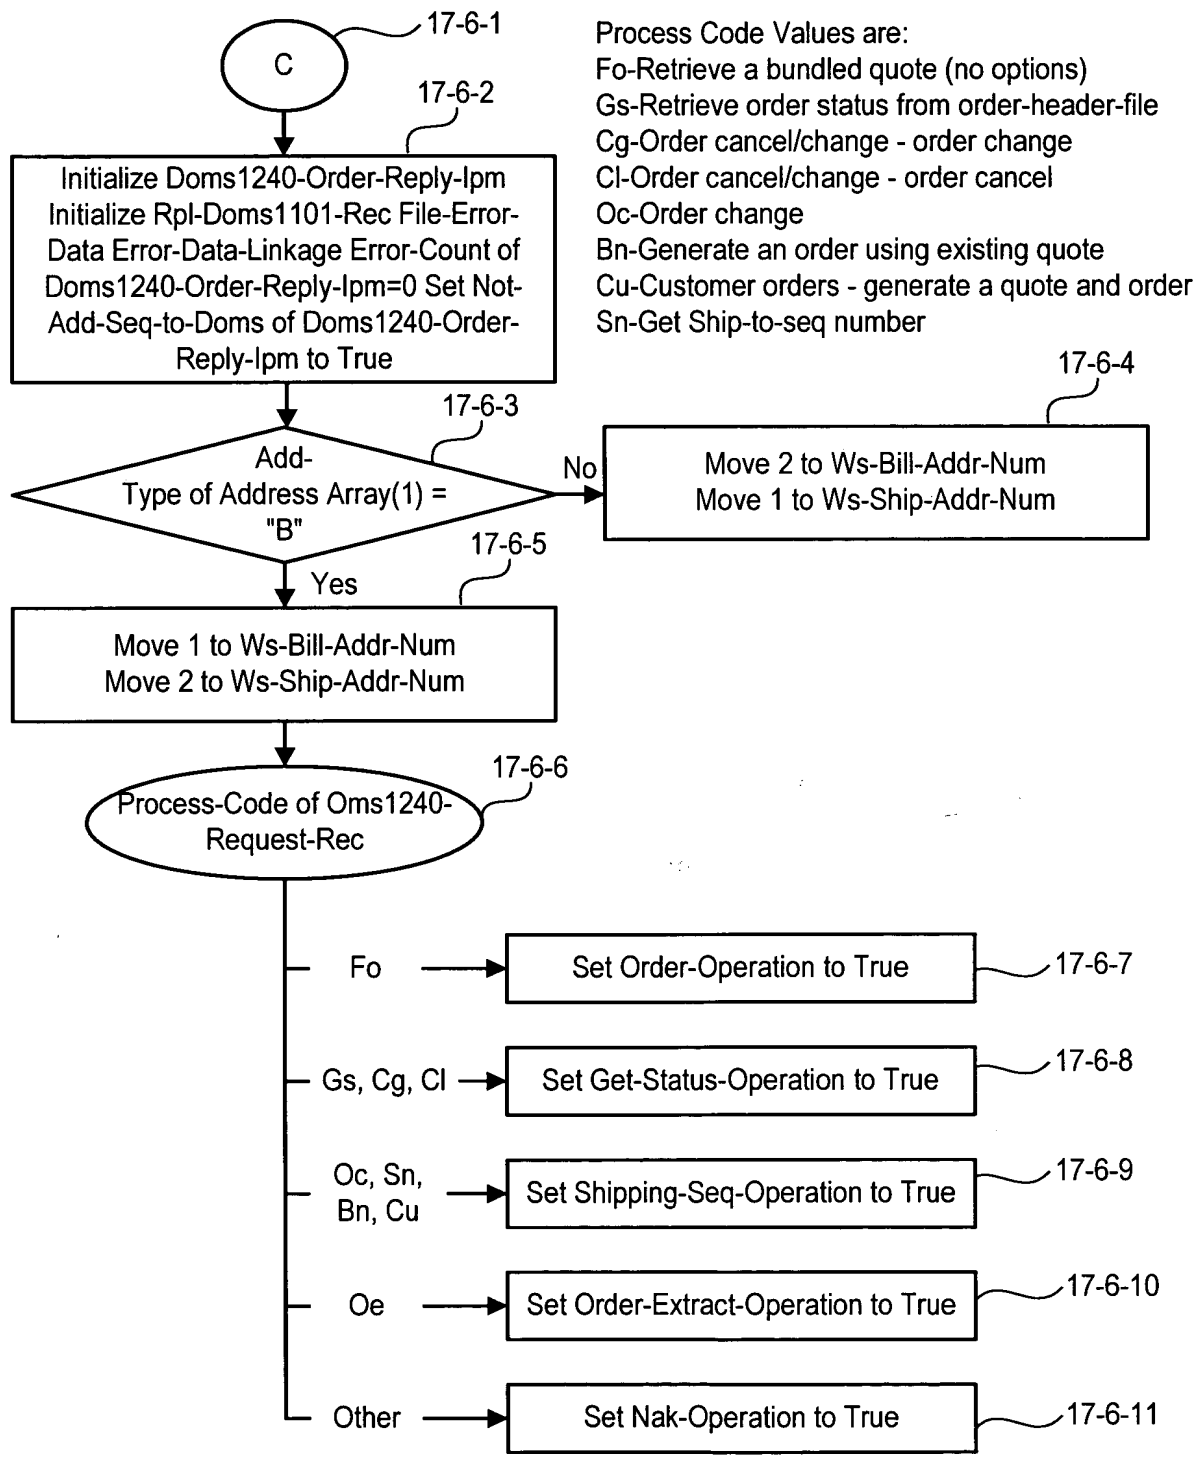 17-6-1
C
Process Code Values are:
Fo-Retrieve a bundled quote (no options)
Gs-Retrieve order status from order-header-file
Cg-Order cancel/change - order change
Cl-Order cancel/change - order cancel
Oc-Order change
Bn-Generate an order using existing quote
Cu-Customer orders - generate a quote and order
Sn-Get Ship-to-seq number
17-6-2
Initialize Doms1240-Order-Reply-Ipm
Initialize Rpl-Doms1101-Rec File-Error-
Data Error-Data-Linkage Error-Count of
Doms1240-Order-Reply-Ipm=0 Set Not-
Add-Seq-to-Doms of Doms1240-Order-
Reply-Ipm to True
17-6-3
Add-
Type of Address Array(1) =
"B"
No
17-6-4
Move 2 to Ws-Bill-Addr-Num
Move 1 to Ws-Ship-Addr-Num
Yes
17-6-5
Move 1 to Ws-Bill-Addr-Num
Move 2 to Ws-Ship-Addr-Num
17-6-6
Process-Code of Oms1240-
Request-Rec
Fo
Set Order-Operation to True
17-6-7
Gs, Cg, Cl
Set Get-Status-Operation to True
17-6-8
Oc, Sn,
Bn, Cu
Set Shipping-Seq-Operation to True
17-6-9
Oe
Set Order-Extract-Operation to True
17-6-10
Other
Set Nak-Operation to True
17-6-11